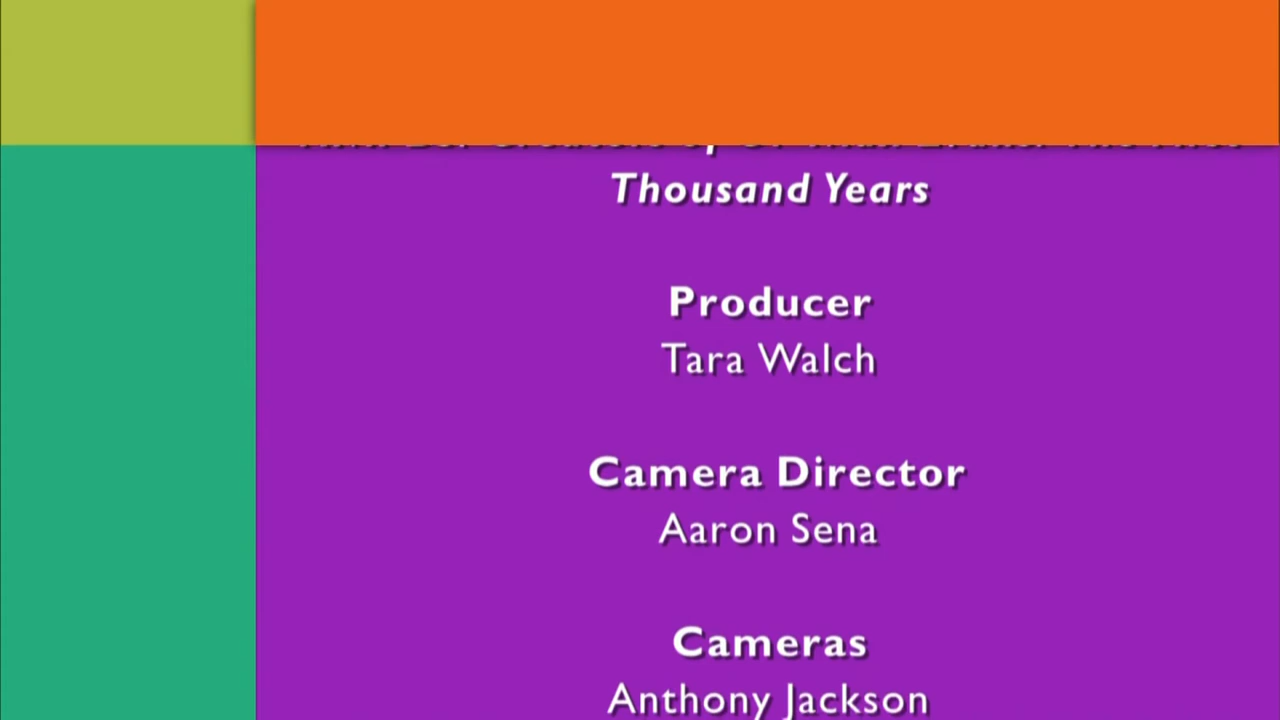 Thousand Years
Producer
Tara Walch
Camera Director
Aaron Sena
Cameras
Anthony Jackson